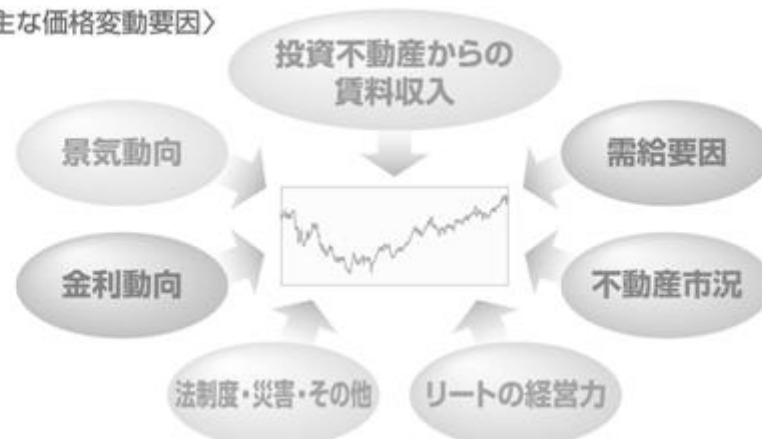 主な価格変動要因〉
投資不動産からの
賃料収入
景気動向
需給要因
金利動向
不動産市況
法制度・災害・その他
リートの経営力